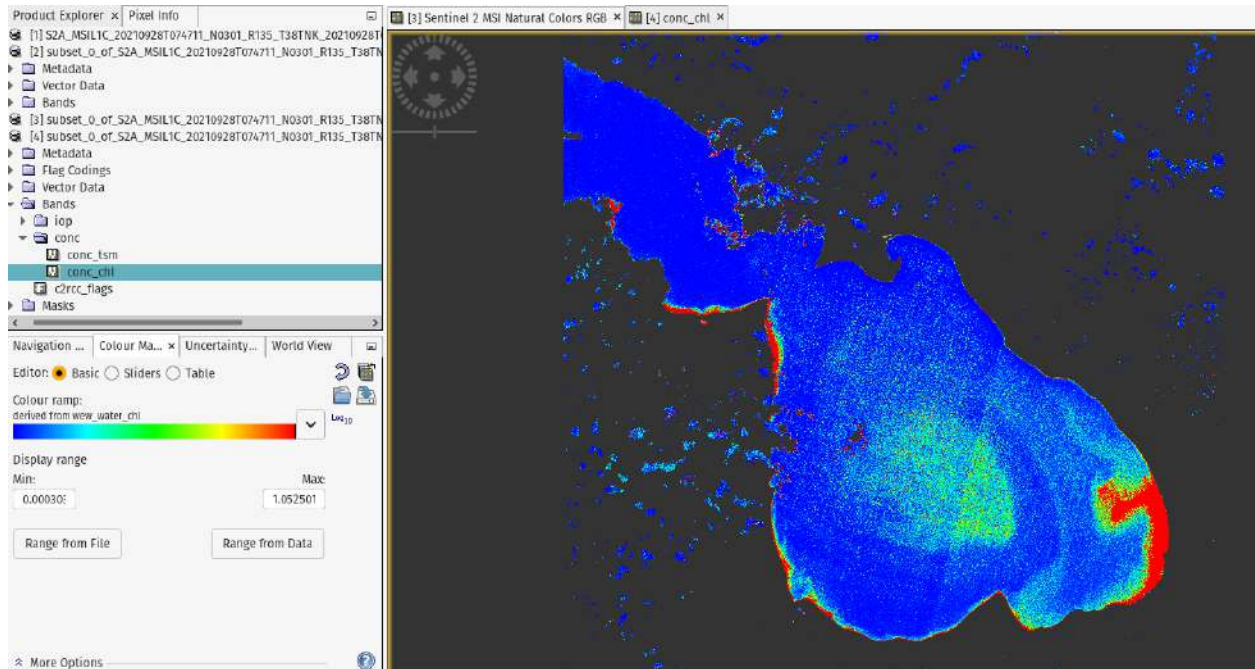 Product Explorer × Pixel Info
[1] S2A_MSIL1C_20210928T074711_N0301_R135_T38TNK_20210928T
[2] subset_0_of_S2A_MSIL1C_20210928T074711_N0301_R135_T38TN
Metadata
Vector Data
Bands
[3] subset_0_of_S2A_MSIL1C_20210928T074711_N0301_R135_T38TN
[4] subset_0_of_S2A_MSIL1C_20210928T074711_N0301_R135_T38TN
Metadata
Flag Codings
Vector Data
Bands
iop
conc
conc_tsm
conc_chl
c2rcc_flags
Masks
Navigation ... Colour Ma... × Uncertainty... World View
Editor: Basic Sliders Table
Colour ramp:
derived from wew_water_chl
Log10
Display range
Min: Max:
0.00030 1.052501
Range from File Range from Data
More Options
[3] Sentinel 2 MSI Natural Colors RGB × [4] conc_chl ×